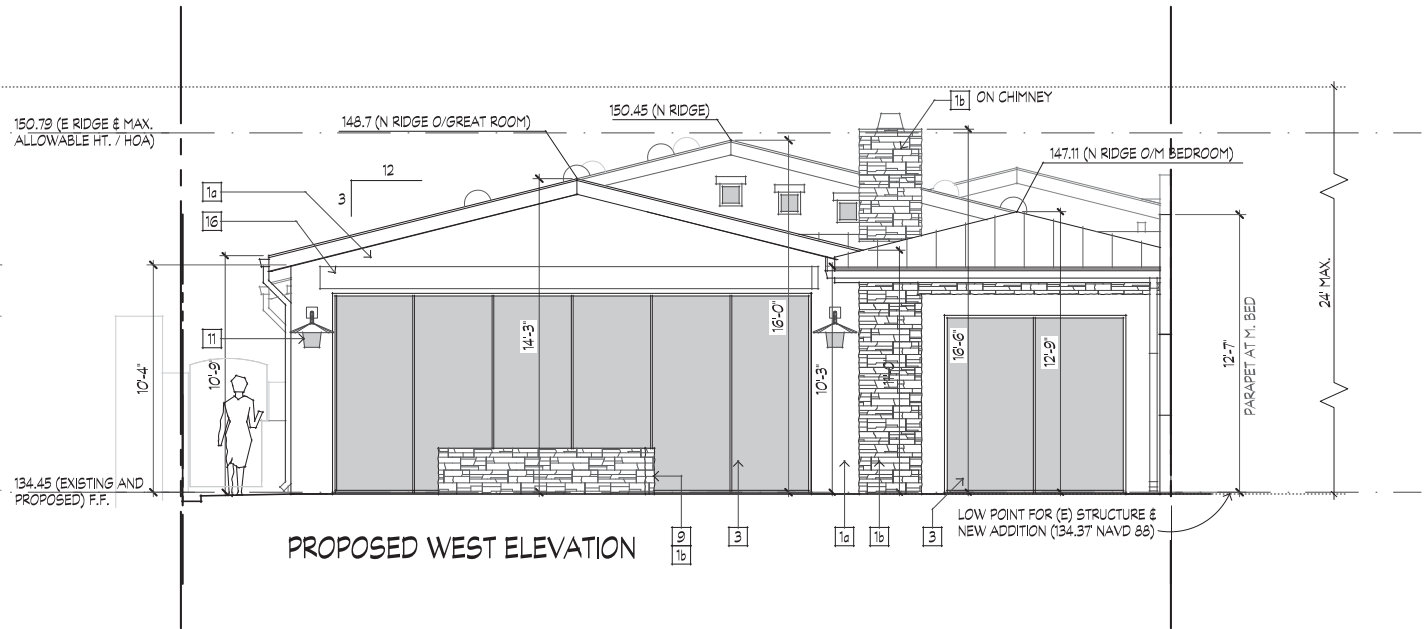 1b ON CHIMNEY
150.45 (N RIDGE)
150.79 (E RIDGE & MAX.
ALLOWABLE HT. / HOA)
148.7 (N RIDGE O/GREAT ROOM)
147.11 (N RIDGE O/M BEDROOM)
12
3
1a
16
11
10'-4"
10'-9"
14'-3"
16'-0"
10'-3"
16'-6"
12'-9"
12'-7"
PARAPET AT M. BED
24' MAX.
134.45 (EXISTING AND
PROPOSED) F.F.
LOW POINT FOR (E) STRUCTURE &
NEW ADDITION (134.37' NAVD 88)
9
1b
3
1a
1b
3
PROPOSED WEST ELEVATION